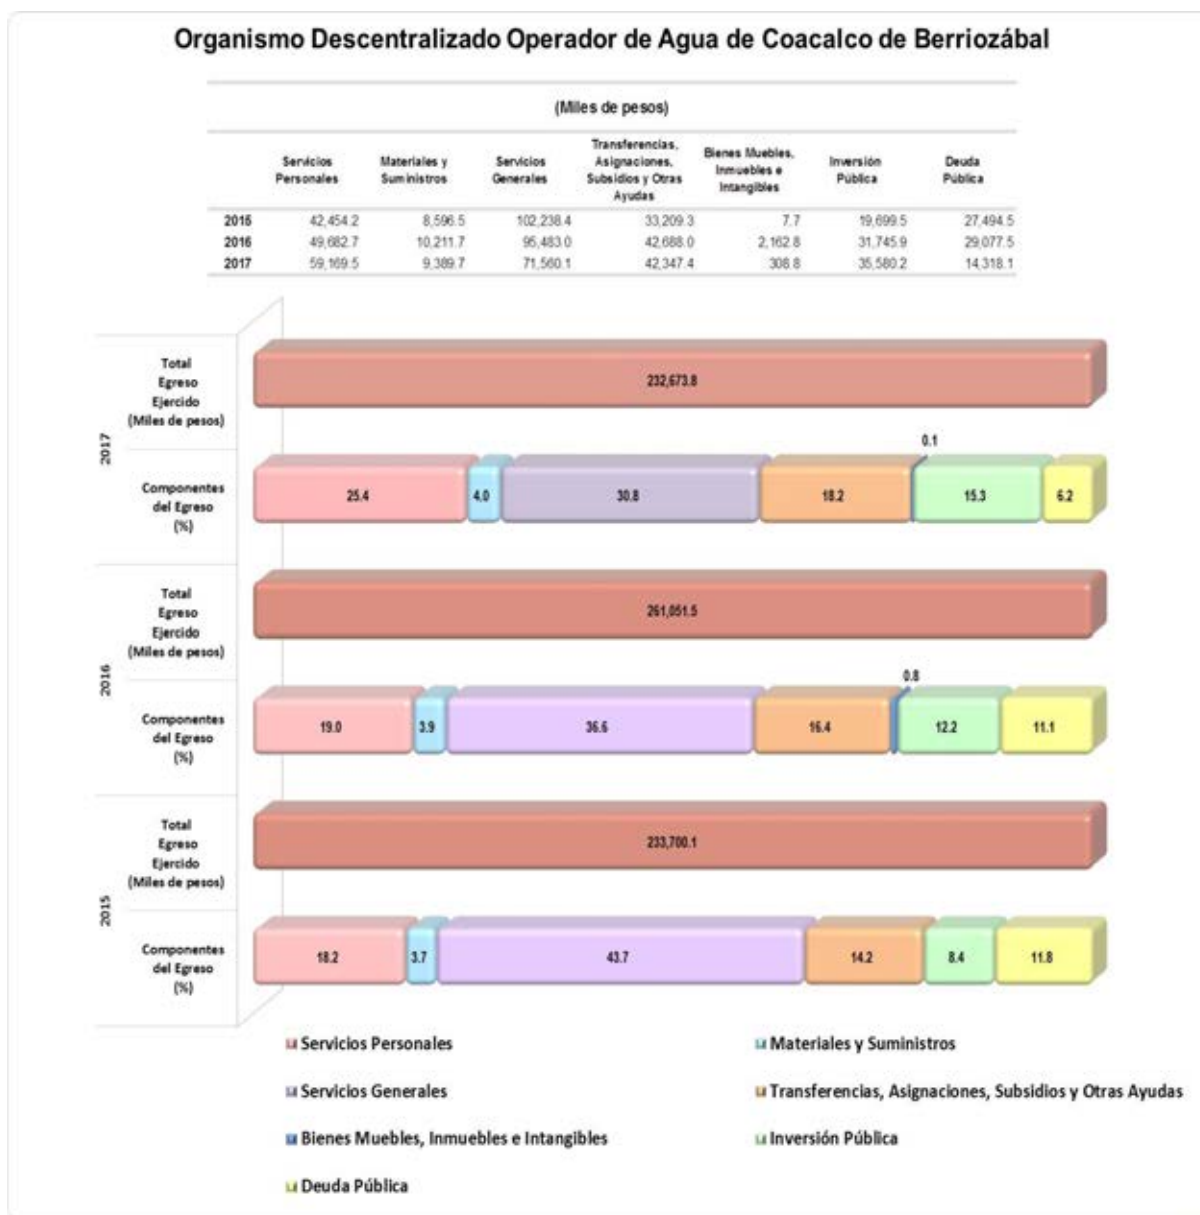 Organismo Descentralizado Operador de Agua de Coacalco de Berriozábal
(Miles de pesos)
Servicios Personales Materiales y Suministros Servicios Generales Transferencias, Asignaciones, Subsidios y Otras Ayudas Bienes Muebles, Inmuebles e Intangibles Inversión Pública Deuda Pública
2015 42,454.2 8,596.5 102,238.4 33,209.3 7.7 19,699.5 27,494.5
2016 49,682.7 10,211.7 95,483.0 42,688.0 2,162.8 31,745.9 29,077.5
2017 59,169.5 9,389.7 71,560.1 42,347.4 308.8 35,580.2 14,318.1
2017
Total
Egreso
Ejercido
(Miles de pesos)
232,673.8
Componentes
del Egreso
(%)
25.4 4.0 30.8 18.2 0.1 15.3 6.2
2016
Total
Egreso
Ejercido
(Miles de pesos)
261,051.5
Componentes
del Egreso
(%)
19.0 3.9 36.6 16.4 0.8 12.2 11.1
2015
Total
Egreso
Ejercido
(Miles de pesos)
233,700.1
Componentes
del Egreso
(%)
18.2 3.7 43.7 14.2 8.4 11.8
Servicios Personales
Materiales y Suministros
Servicios Generales
Transferencias, Asignaciones, Subsidios y Otras Ayudas
Bienes Muebles, Inmuebles e Intangibles
Inversión Pública
Deuda Pública